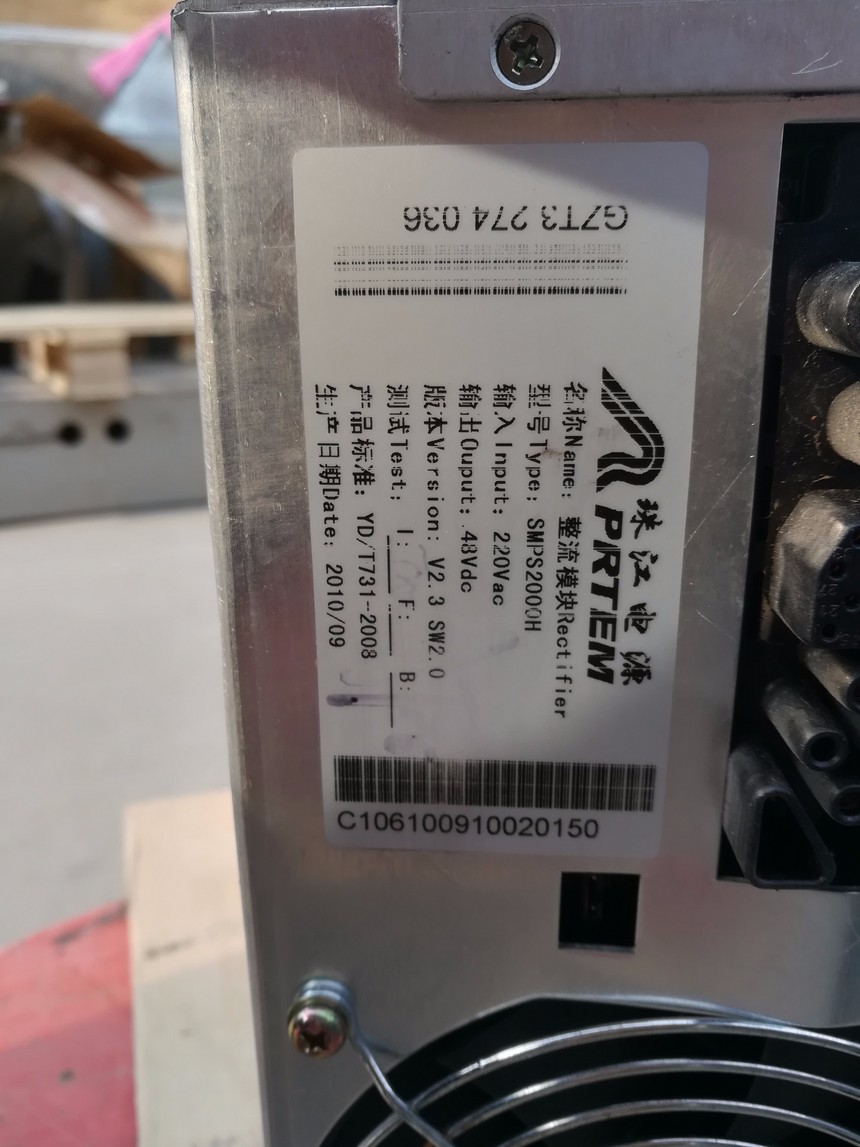 珠江电源
PRTEM
名称Name: 整流模块Rectifier
型号Type: SMPS2000H
输入Input: 220Vac
输出Ouput: 48Vdc
版本Version: V2.3 SW2.0
测试Test: I: F: B:
产品标准: YD/T731-2008
生产日期Date: 2010/09
GZT3 274 036
C106100910020150